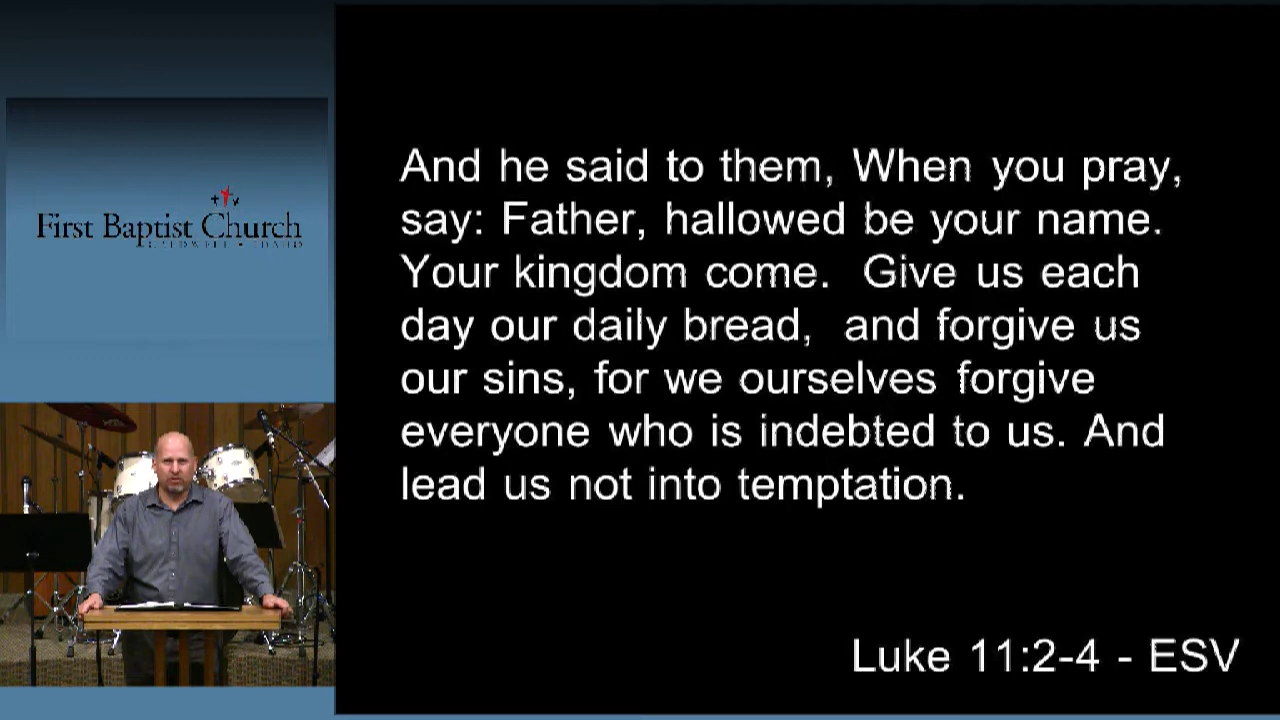 First Baptist Church
CALDWELL • IDAHO
And he said to them, When you pray,
say: Father, hallowed be your name.
Your kingdom come.  Give us each
day our daily bread,  and forgive us
our sins, for we ourselves forgive
everyone who is indebted to us. And
lead us not into temptation.
Luke 11:2-4 - ESV